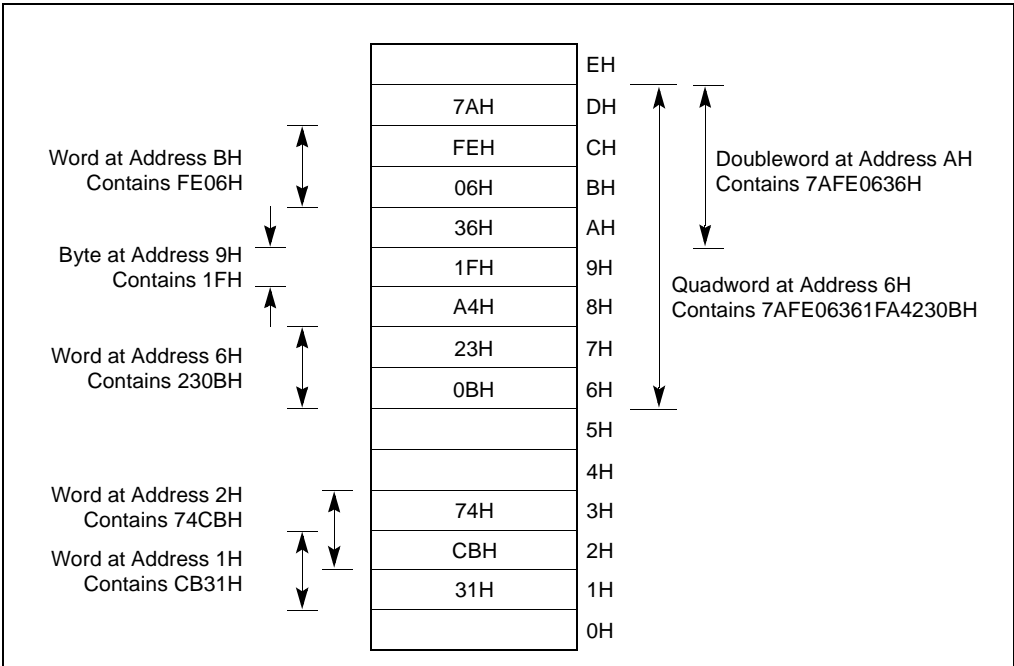 EH
7AH DH
FEH CH
Word at Address BH
Contains FE06H
06H BH
Doubleword at Address AH
Contains 7AFE0636H
36H AH
Byte at Address 9H
Contains 1FH
1FH 9H
Quadword at Address 6H
Contains 7AFE06361FA4230BH
A4H 8H
Word at Address 6H
Contains 230BH
23H 7H
0BH 6H
5H
4H
Word at Address 2H
Contains 74CBH
74H 3H
CBH 2H
Word at Address 1H
Contains CB31H
31H 1H
0H